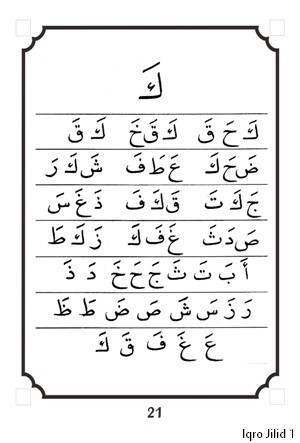 كَ
كَ حَ قَ كَ قَ خَ كَ قَ
ضَ حَ كَ عَ طَ فَ شَ كَ رَ
جَ كَ تَ قَ كَ فَ ذَ غَ سَ
صَ دَ ثَ غَ فَ كَ زَ كَ طَ
أَ بَ تَ ثَ جَ حَ خَ دَ ذَ
رَ زَ سَ شَ صَ ضَ طَ ظَ
عَ غَ فَ قَ كَ
21
Iqro Jilid 1